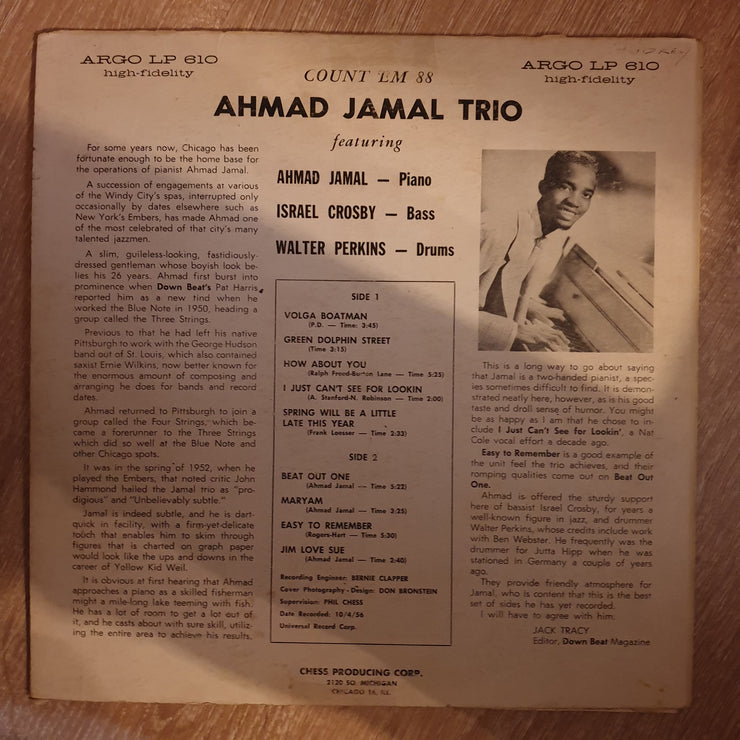 ARGO LP 610
high-fidelity
COUNT 'EM 88
ARGO LP 610
high-fidelity
AHMAD JAMAL TRIO
featuring
AHMAD JAMAL — Piano
ISRAEL CROSBY — Bass
WALTER PERKINS — Drums
For some years now, Chicago has been
fortunate enough to be the home base for
the operations of pianist Ahmad Jamal.
A succession of engagements at various
of the Windy City's spas, interrupted only
occasionally by dates elsewhere such as
New York's Embers, has made Ahmad one
of the most celebrated of that city's many
talented jazzmen.
A slim, guileless-looking, fastidiously-
dressed gentleman whose boyish look be-
lies his 26 years. Ahmad first burst into
prominence when Down Beat's Pat Harris
reported him as a new find when he
worked the Blue Note in 1950, heading a
group called the Three Strings.
Previous to that he had left his native
Pittsburgh to work with the George Hudson
band out of St. Louis, which also contained
saxist Ernie Wilkins, now better known for
the enormous amount of composing and
arranging he does for bands and record
dates.
Ahmad returned to Pittsburgh to join a
group called the Four Strings, which be-
came a forerunner to the Three Strings
which did so well at the Blue Note and
other Chicago spots.
It was in the spring of 1952, when he
played the Embers, that noted critic John
Hammond hailed the Jamal trio as "pro-
digious" and "Unbelievably subtle."
Jamal is indeed subtle, and he is dart-
quick in facility, with a firm-yet-delicate
touch that enables him to skim through
figures that is charted on graph paper
would look like the ups and downs in the
career of Yellow Kid Weil.
It is obvious at first hearing that Ahmad
approaches a piano as a skilled fisherman
might a mile-long lake teeming with fish.
He has a lot of room to get a lot out of
it, and he casts about with sure skill, utiliz-
ing the entire area to achieve his results.
SIDE 1
VOLGA BOATMAN
(P.D. — Time: 3:45)
GREEN DOLPHIN STREET
(Time 3:15)
HOW ABOUT YOU
(Ralph Freed-Burton Lane — Time 5:25)
I JUST CAN'T SEE FOR LOOKIN
(A. Stanford-N. Robinson — Time 2:00)
SPRING WILL BE A LITTLE
LATE THIS YEAR
(Frank Loesser — Time 2:33)
SIDE 2
BEAT OUT ONE
(Ahmad Jamal — Time 5:22)
MARYAM
(Ahmad Jamal — Time 3:25)
EASY TO REMEMBER
(Rogers-Hart — Time 5:30)
JIM LOVE SUE
(Ahmad Jamal — Time 2:40)
Recording Engineer: BERNIE CLAPPER
Cover Photography - Design: DON BRONSTEIN
Supervision: PHIL CHESS
Date Recorded: 10/4/56
Universal Record Corp.
This is a long way to go about saying
that Jamal is a two-handed pianist, a spec-
ies sometimes difficult to find. It is demon-
strated neatly here, however, as is his good
taste and droll sense of humor. You might
be as happy as I am that he chose to in-
clude I Just Can't See for Lookin', a Nat
Cole vocal effort a decade ago.
Easy to Remember is a good example of
the unit feel the trio achieves, and their
romping qualities come out on Beat Out
One.
Ahmad is offered the sturdy support
here of bassist Israel Crosby, for years a
well-known figure in jazz, and drummer
Walter Perkins, whose credits include work
with Ben Webster. He frequently was the
drummer for Jutta Hipp when he was
stationed in Germany a couple of years
ago.
They provide friendly atmosphere for
Jamal, who is content that this is the best
set of sides he has yet recorded.
I will have to agree with him.
JACK TRACY
Editor, Down Beat Magazine
CHESS PRODUCING CORP.
2120 SO. MICHIGAN
CHICAGO 16, ILL.